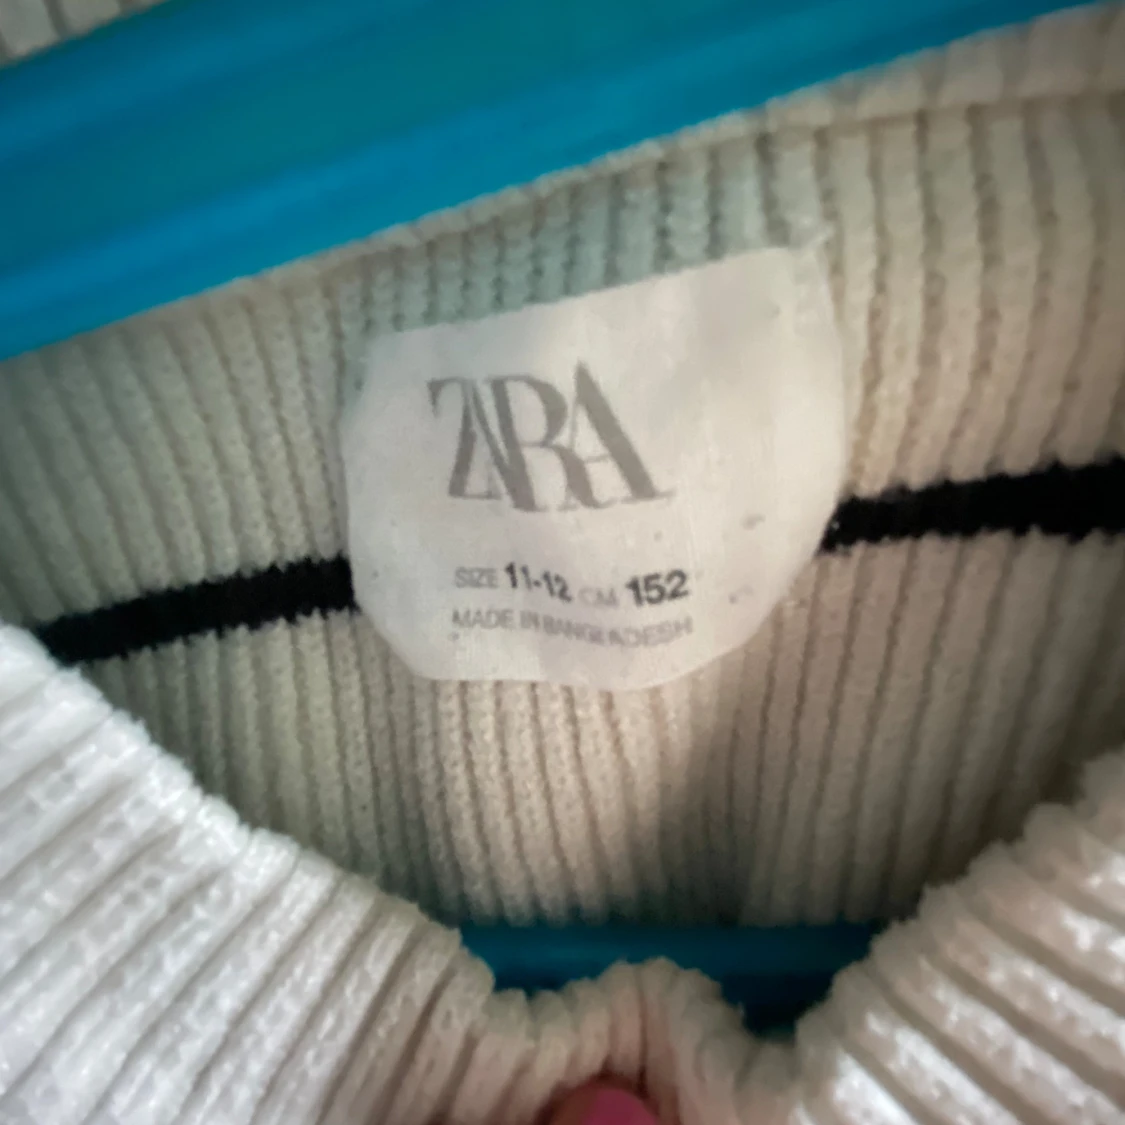 ZARA
SIZE 11-12 CM 152
MADE IN BANGLADESH